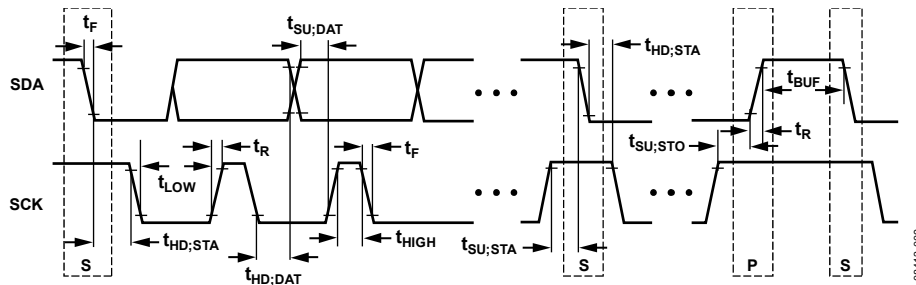 tF
tSU;DAT
tHD;STA
SDA
tBUF
tR
tSU;STO
tR
tF
tLOW
SCK
tHD;STA
tHD;DAT
tHIGH
tSU;STA
S
S
P
S